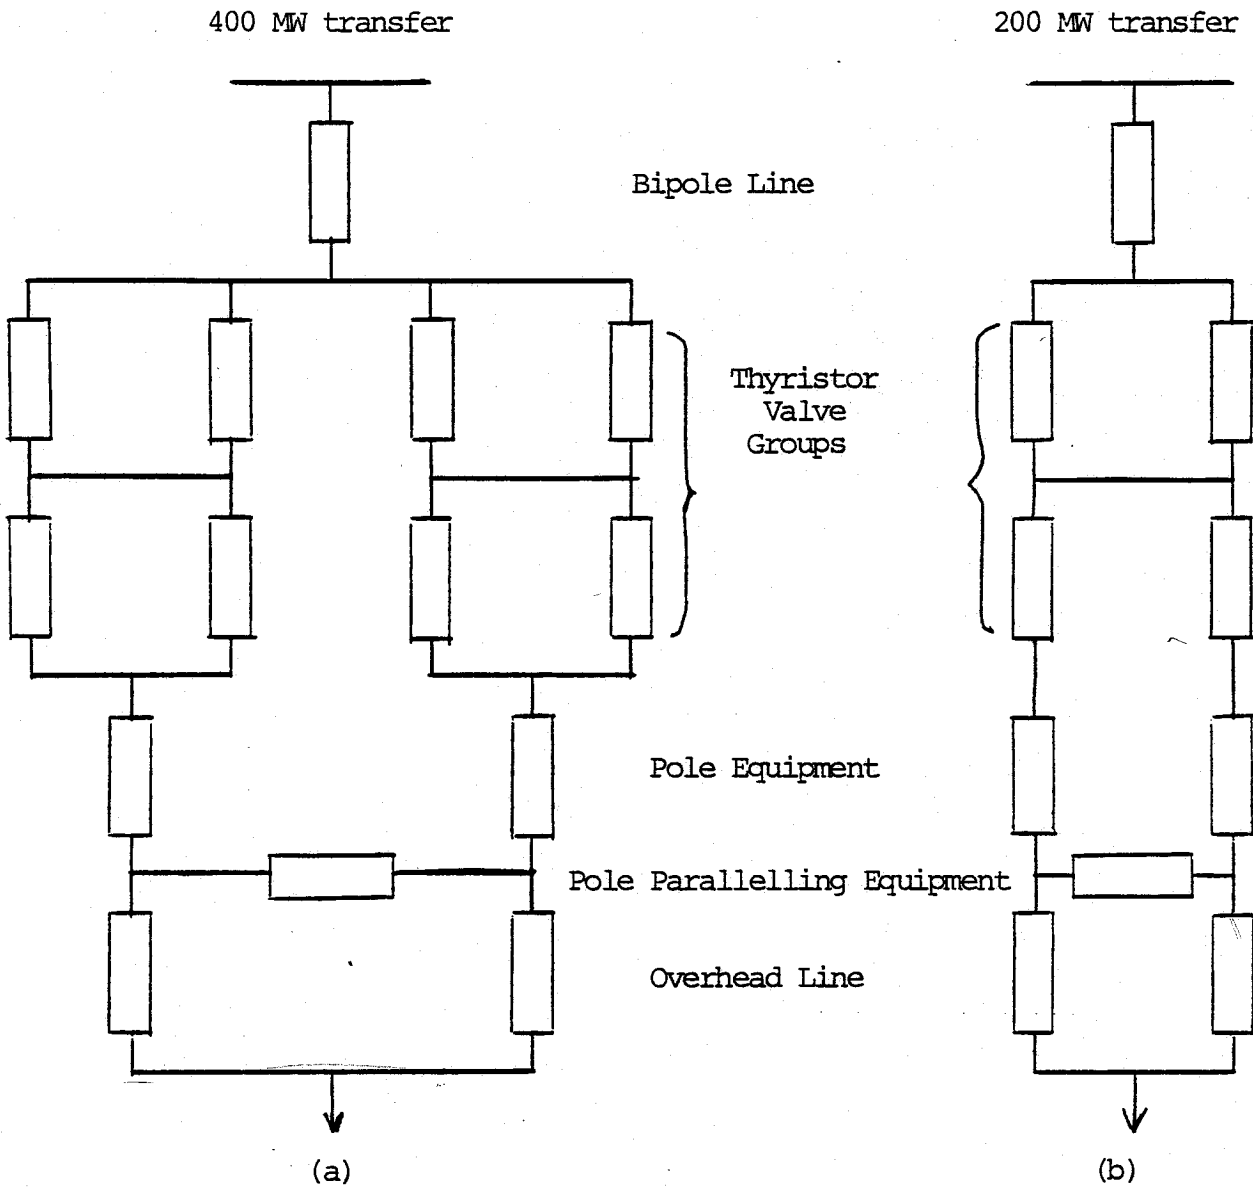 400 MW transfer
200 MW transfer
Bipole Line
Thyristor
Valve
Groups
Pole Equipment
Pole Parallelling Equipment
Overhead Line
(a)
(b)